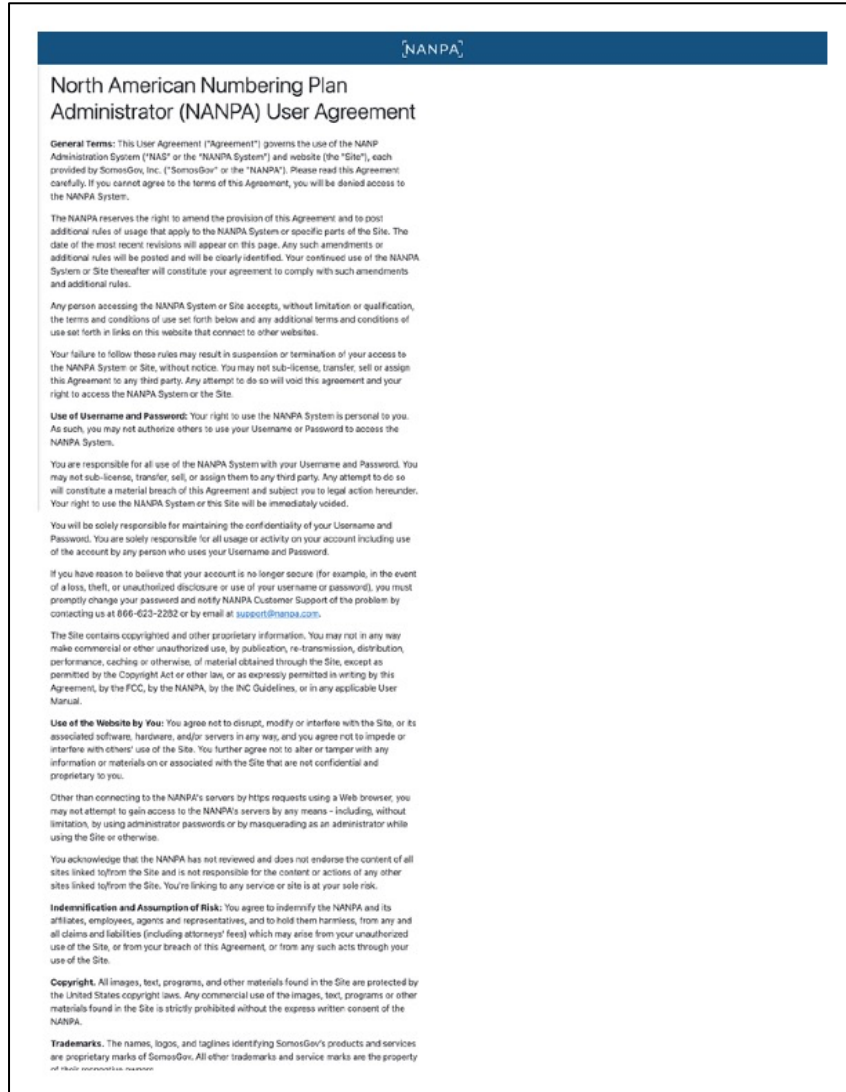 [NANPA]
North American Numbering Plan
Administrator (NANPA) User Agreement
General Terms: This User Agreement ("Agreement") governs the use of the NANP
Administration System ("NAS" or the "NANPA System") and website (the "Site"), each
provided by SomosGov, Inc. ("SomosGov" or the "NANPA"). Please read this Agreement
carefully. If you cannot agree to the terms of this Agreement, you will be denied access to
the NANPA System.
The NANPA reserves the right to amend the provision of this Agreement and to post
additional rules of usage that apply to the NANPA System or specific parts of the Site. The
date of the most recent revisions will appear on this page. Any such amendments or
additional rules will be posted and will be clearly identified. Your continued use of the NANPA
System or Site thereafter will constitute your agreement to comply with such amendments
and additional rules.
Any person accessing the NANPA System or Site accepts, without limitation or qualification,
the terms and conditions of use set forth below and any additional terms and conditions of
use set forth in links on this website that connect to other websites.
Your failure to follow these rules may result in suspension or termination of your access to
the NANPA System or Site, without notice. You may not sub-license, transfer, sell or assign
this Agreement to any third party. Any attempt to do so will void this agreement and your
right to access the NANPA System or the Site.
Use of Username and Password: Your right to use the NANPA System is personal to you.
As such, you may not authorize others to use your Username or Password to access the
NANPA System.
You are responsible for all use of the NANPA System with your Username and Password. You
may not sub-license, transfer, sell, or assign them to any third party. Any attempt to do so
will constitute a material breach of this Agreement and subject you to legal action hereunder.
Your right to use the NANPA System or this Site will be immediately voided.
You will be solely responsible for maintaining the confidentiality of your Username and
Password. You are solely responsible for all usage or activity on your account including use
of the account by any person who uses your Username and Password.
If you have reason to believe that your account is no longer secure (for example, in the event
of a loss, theft, or unauthorized disclosure or use of your username or password), you must
promptly change your password and notify NANPA Customer Support of the problem by
contacting us at 866-623-2282 or by email at support@nanpa.com.
The Site contains copyrighted and other proprietary information. You may not in any way
make commercial or other unauthorized use, by publication, re-transmission, distribution,
performance, caching or otherwise, of material obtained through the Site, except as
permitted by the Copyright Act or other law, or as expressly permitted in writing by this
Agreement, by the FCC, by the NANPA, by the INC Guidelines, or in any applicable User
Manual.
Use of the Website by You: You agree not to disrupt, modify or interfere with the Site, or its
associated software, hardware, and/or servers in any way, and you agree not to impede or
interfere with others' use of the Site. You further agree not to alter or tamper with any
information or materials on or associated with the Site that are not confidential and
proprietary to you.
Other than connecting to the NANPA's servers by https requests using a Web browser, you
may not attempt to gain access to the NANPA's servers by any means - including, without
limitation, by using administrator passwords or by masquerading as an administrator while
using the Site or otherwise.
You acknowledge that the NANPA has not reviewed and does not endorse the content of all
sites linked to/from the Site and is not responsible for the content or actions of any other
sites linked to/from the Site. You're linking to any service or site is at your sole risk.
Indemnification and Assumption of Risk: You agree to indemnify the NANPA and its
affiliates, employees, agents and representatives, and to hold them harmless, from any and
all claims and liabilities (including attorneys' fees) which may arise from your unauthorized
use of the Site, or from your breach of this Agreement, or from any such acts through your
use of the Site.
Copyright. All images, text, programs, and other materials found in the Site are protected by
the United States copyright laws. Any commercial use of the images, text, programs or other
materials found in the Site is strictly prohibited without the express written consent of the
NANPA.
Trademarks. The names, logos, and taglines identifying SomosGov's products and services
are proprietary marks of SomosGov. All other trademarks and service marks are the property
of their respective owners.